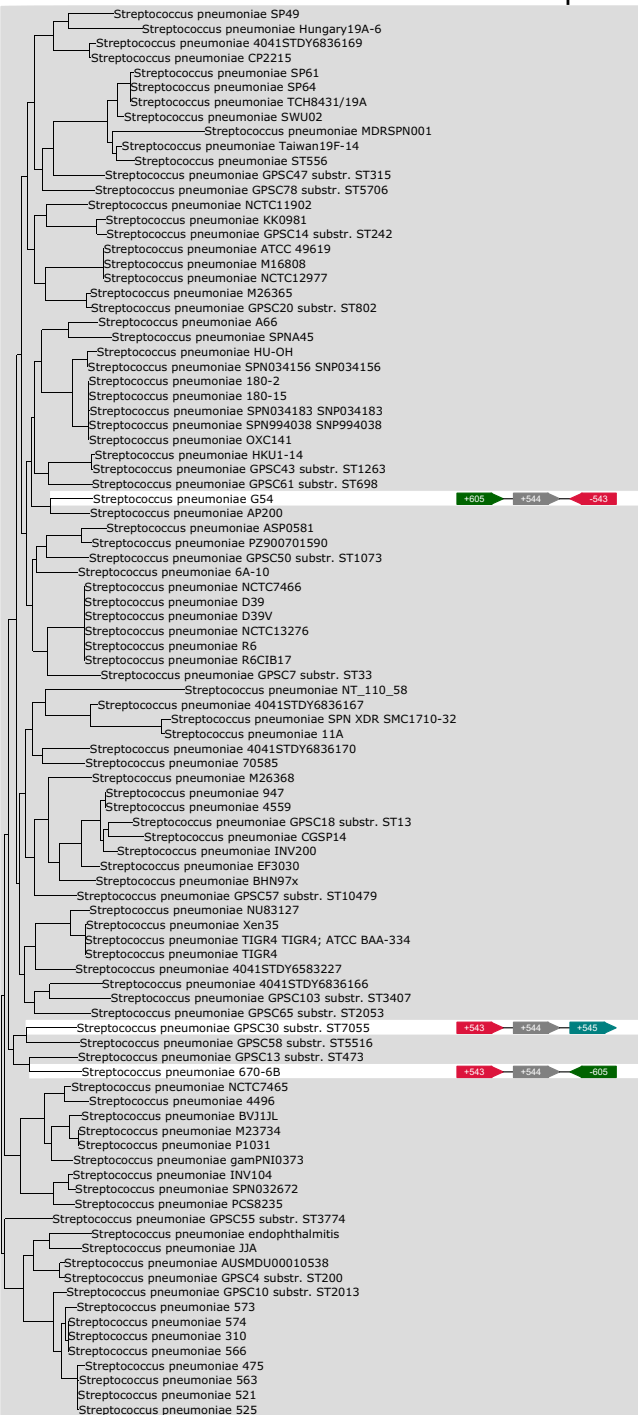 Streptococcus pneumoniae SP49
Streptococcus pneumoniae Hungary19A-6
Streptococcus pneumoniae 4041STDY6836169
Streptococcus pneumoniae CP2215
Streptococcus pneumoniae SP61
Streptococcus pneumoniae SP64
Streptococcus pneumoniae TCH8431/19A
Streptococcus pneumoniae SWU02
Streptococcus pneumoniae MDRSPN001
Streptococcus pneumoniae Taiwan19F-14
Streptococcus pneumoniae ST556
Streptococcus pneumoniae GPSC47 substr. ST315
Streptococcus pneumoniae GPSC78 substr. ST5706
Streptococcus pneumoniae NCTC11902
Streptococcus pneumoniae KK0981
Streptococcus pneumoniae GPSC14 substr. ST242
Streptococcus pneumoniae ATCC 49619
Streptococcus pneumoniae M16808
Streptococcus pneumoniae NCTC12977
Streptococcus pneumoniae M26365
Streptococcus pneumoniae GPSC20 substr. ST802
Streptococcus pneumoniae A66
Streptococcus pneumoniae SPNA45
Streptococcus pneumoniae HU-OH
Streptococcus pneumoniae SPN034156 SNP034156
Streptococcus pneumoniae 180-2
Streptococcus pneumoniae 180-15
Streptococcus pneumoniae SPN034183 SNP034183
Streptococcus pneumoniae SPN994038 SNP994038
Streptococcus pneumoniae OXC141
Streptococcus pneumoniae HKU1-14
Streptococcus pneumoniae GPSC43 substr. ST1263
Streptococcus pneumoniae GPSC61 substr. ST698
Streptococcus pneumoniae G54 +605 +544 -543
Streptococcus pneumoniae AP200
Streptococcus pneumoniae ASP0581
Streptococcus pneumoniae PZ900701590
Streptococcus pneumoniae GPSC50 substr. ST1073
Streptococcus pneumoniae 6A-10
Streptococcus pneumoniae NCTC7466
Streptococcus pneumoniae D39
Streptococcus pneumoniae D39V
Streptococcus pneumoniae NCTC13276
Streptococcus pneumoniae R6
Streptococcus pneumoniae R6CIB17
Streptococcus pneumoniae GPSC7 substr. ST33
Streptococcus pneumoniae NT_110_58
Streptococcus pneumoniae 4041STDY6836167
Streptococcus pneumoniae SPN XDR SMC1710-32
Streptococcus pneumoniae 11A
Streptococcus pneumoniae 4041STDY6836170
Streptococcus pneumoniae 70585
Streptococcus pneumoniae M26368
Streptococcus pneumoniae 947
Streptococcus pneumoniae 4559
Streptococcus pneumoniae GPSC18 substr. ST13
Streptococcus pneumoniae CGSP14
Streptococcus pneumoniae INV200
Streptococcus pneumoniae EF3030
Streptococcus pneumoniae BHN97x
Streptococcus pneumoniae GPSC57 substr. ST10479
Streptococcus pneumoniae NU83127
Streptococcus pneumoniae Xen35
Streptococcus pneumoniae TIGR4 TIGR4; ATCC BAA-334
Streptococcus pneumoniae TIGR4
Streptococcus pneumoniae 4041STDY6583227
Streptococcus pneumoniae 4041STDY6836166
Streptococcus pneumoniae GPSC103 substr. ST3407
Streptococcus pneumoniae GPSC65 substr. ST2053
Streptococcus pneumoniae GPSC30 substr. ST7055 +543 +544 +545
Streptococcus pneumoniae GPSC58 substr. ST5516
Streptococcus pneumoniae GPSC13 substr. ST473
Streptococcus pneumoniae 670-6B +543 +544 -605
Streptococcus pneumoniae NCTC7465
Streptococcus pneumoniae 4496
Streptococcus pneumoniae BVJ1JL
Streptococcus pneumoniae M23734
Streptococcus pneumoniae P1031
Streptococcus pneumoniae gamPNI0373
Streptococcus pneumoniae INV104
Streptococcus pneumoniae SPN032672
Streptococcus pneumoniae PCS8235
Streptococcus pneumoniae GPSC55 substr. ST3774
Streptococcus pneumoniae endophthalmitis
Streptococcus pneumoniae JJA
Streptococcus pneumoniae AUSMDU00010538
Streptococcus pneumoniae GPSC4 substr. ST200
Streptococcus pneumoniae GPSC10 substr. ST2013
Streptococcus pneumoniae 573
Streptococcus pneumoniae 574
Streptococcus pneumoniae 310
Streptococcus pneumoniae 566
Streptococcus pneumoniae 475
Streptococcus pneumoniae 563
Streptococcus pneumoniae 521
Streptococcus pneumoniae 525